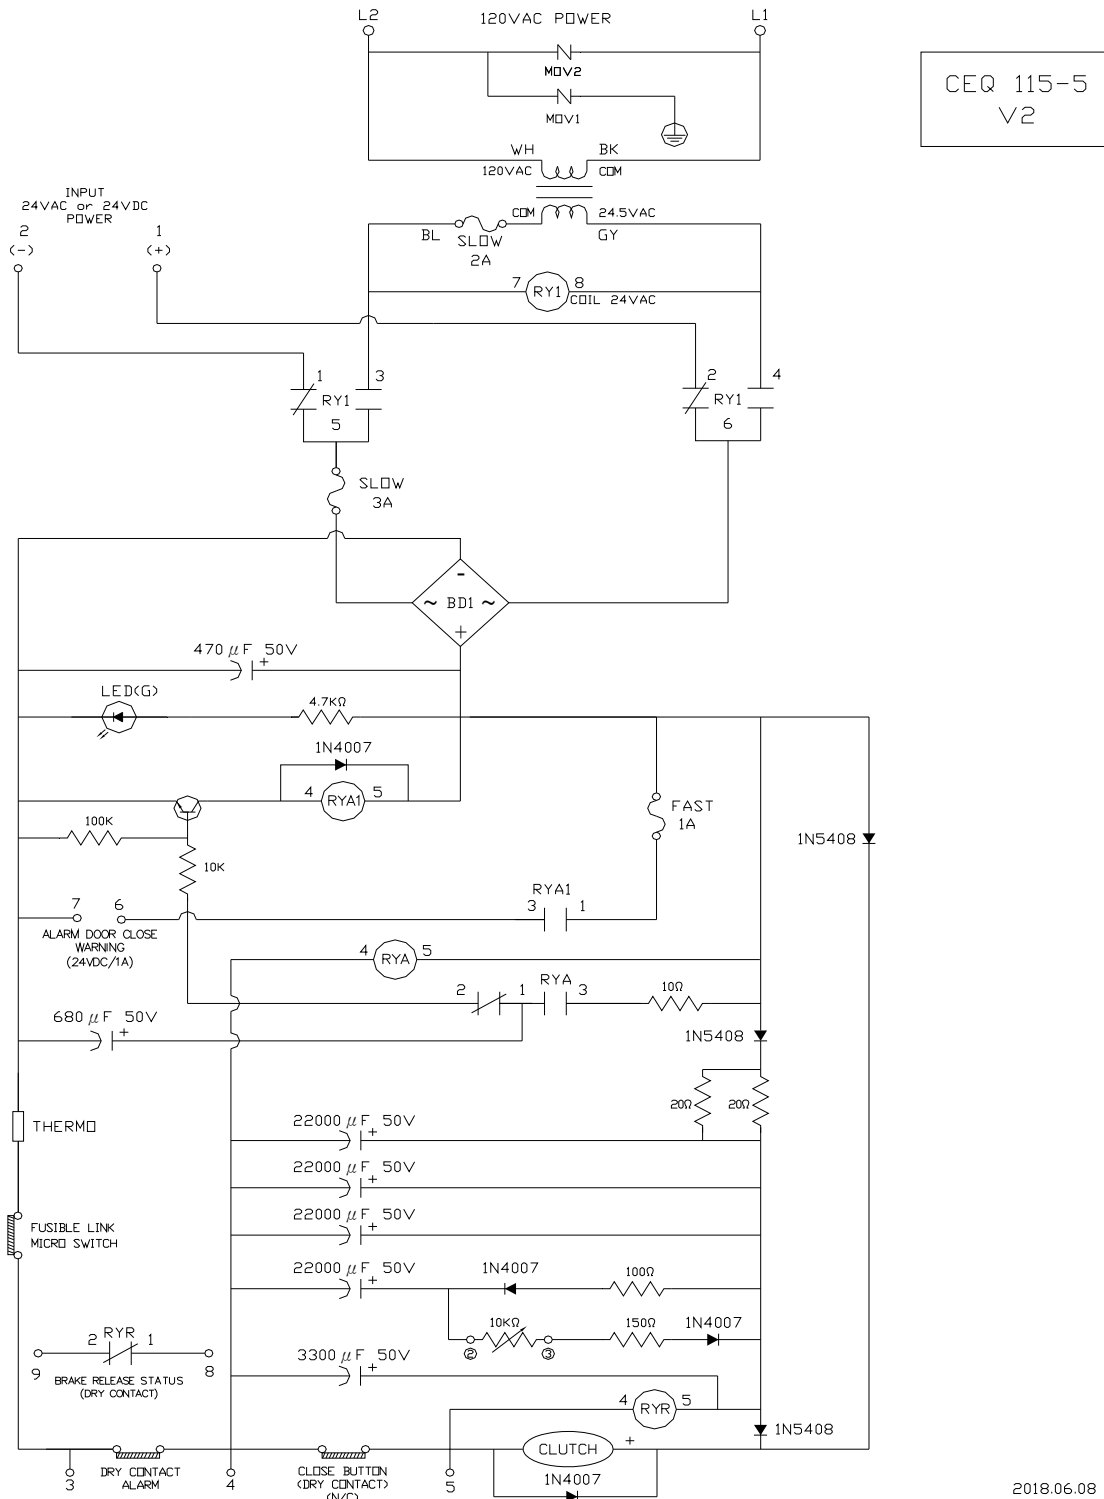 L2
120VAC POWER
L1
MOV2
CEQ 115-5
V2
MOV1
WH
BK
120VAC
COM
INPUT
24VAC or 24VDC
POWER
COM
24.5VAC
2
(-)
1
(+)
BL
SLOW
2A
GY
7
RY1
8
COIL 24VAC
1
RY1
3
5
2
RY1
4
6
SLOW
3A
-
~ BD1 ~
+
470 μF 50V
+
LED(G)
4.7KΩ
1N4007
4
RYA1
5
FAST
1A
100K
1N5408
10K
RYA1
3
1
7
6
ALARM DOOR CLOSE
WARNING
(24VDC/1A)
4
RYA
5
2
1
RYA
3
10Ω
680 μF 50V
+
1N5408
20Ω
20Ω
THERMO
22000 μF 50V
+
22000 μF 50V
+
FUSIBLE LINK
MICRO SWITCH
22000 μF 50V
+
22000 μF 50V
+
1N4007
100Ω
10KΩ
150Ω
1N4007
②
③
2
RYR
1
9
8
BRAKE RELEASE STATUS
(DRY CONTACT)
3300 μF 50V
+
4
RYR
5
1N5408
CLUTCH
+
3
DRY CONTACT
ALARM
4
CLOSE BUTTON
(DRY CONTACT)
(N/C)
5
1N4007
2018.06.08